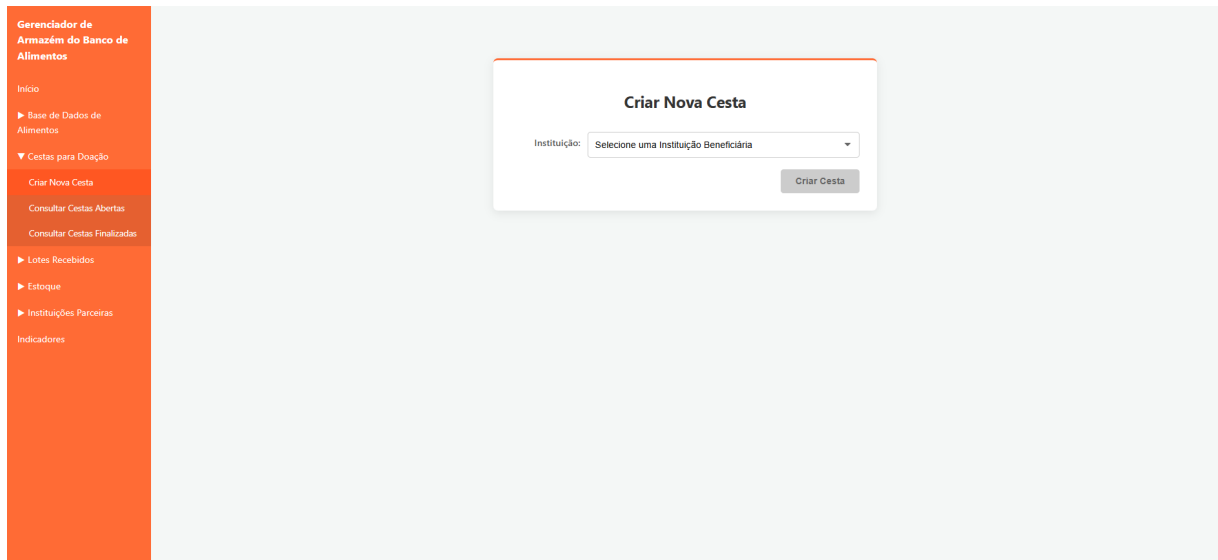 Gerenciador de
Armazém do Banco de
Alimentos
Início
▶ Base de Dados de
Alimentos
▼ Cestas para Doação
Criar Nova Cesta
Consultar Cestas Abertas
Consultar Cestas Finalizadas
▶ Lotes Recebidos
▶ Estoque
▶ Instituições Parceiras
Indicadores
Criar Nova Cesta
Instituição: Selecione uma Instituição Beneficiária
Criar Cesta